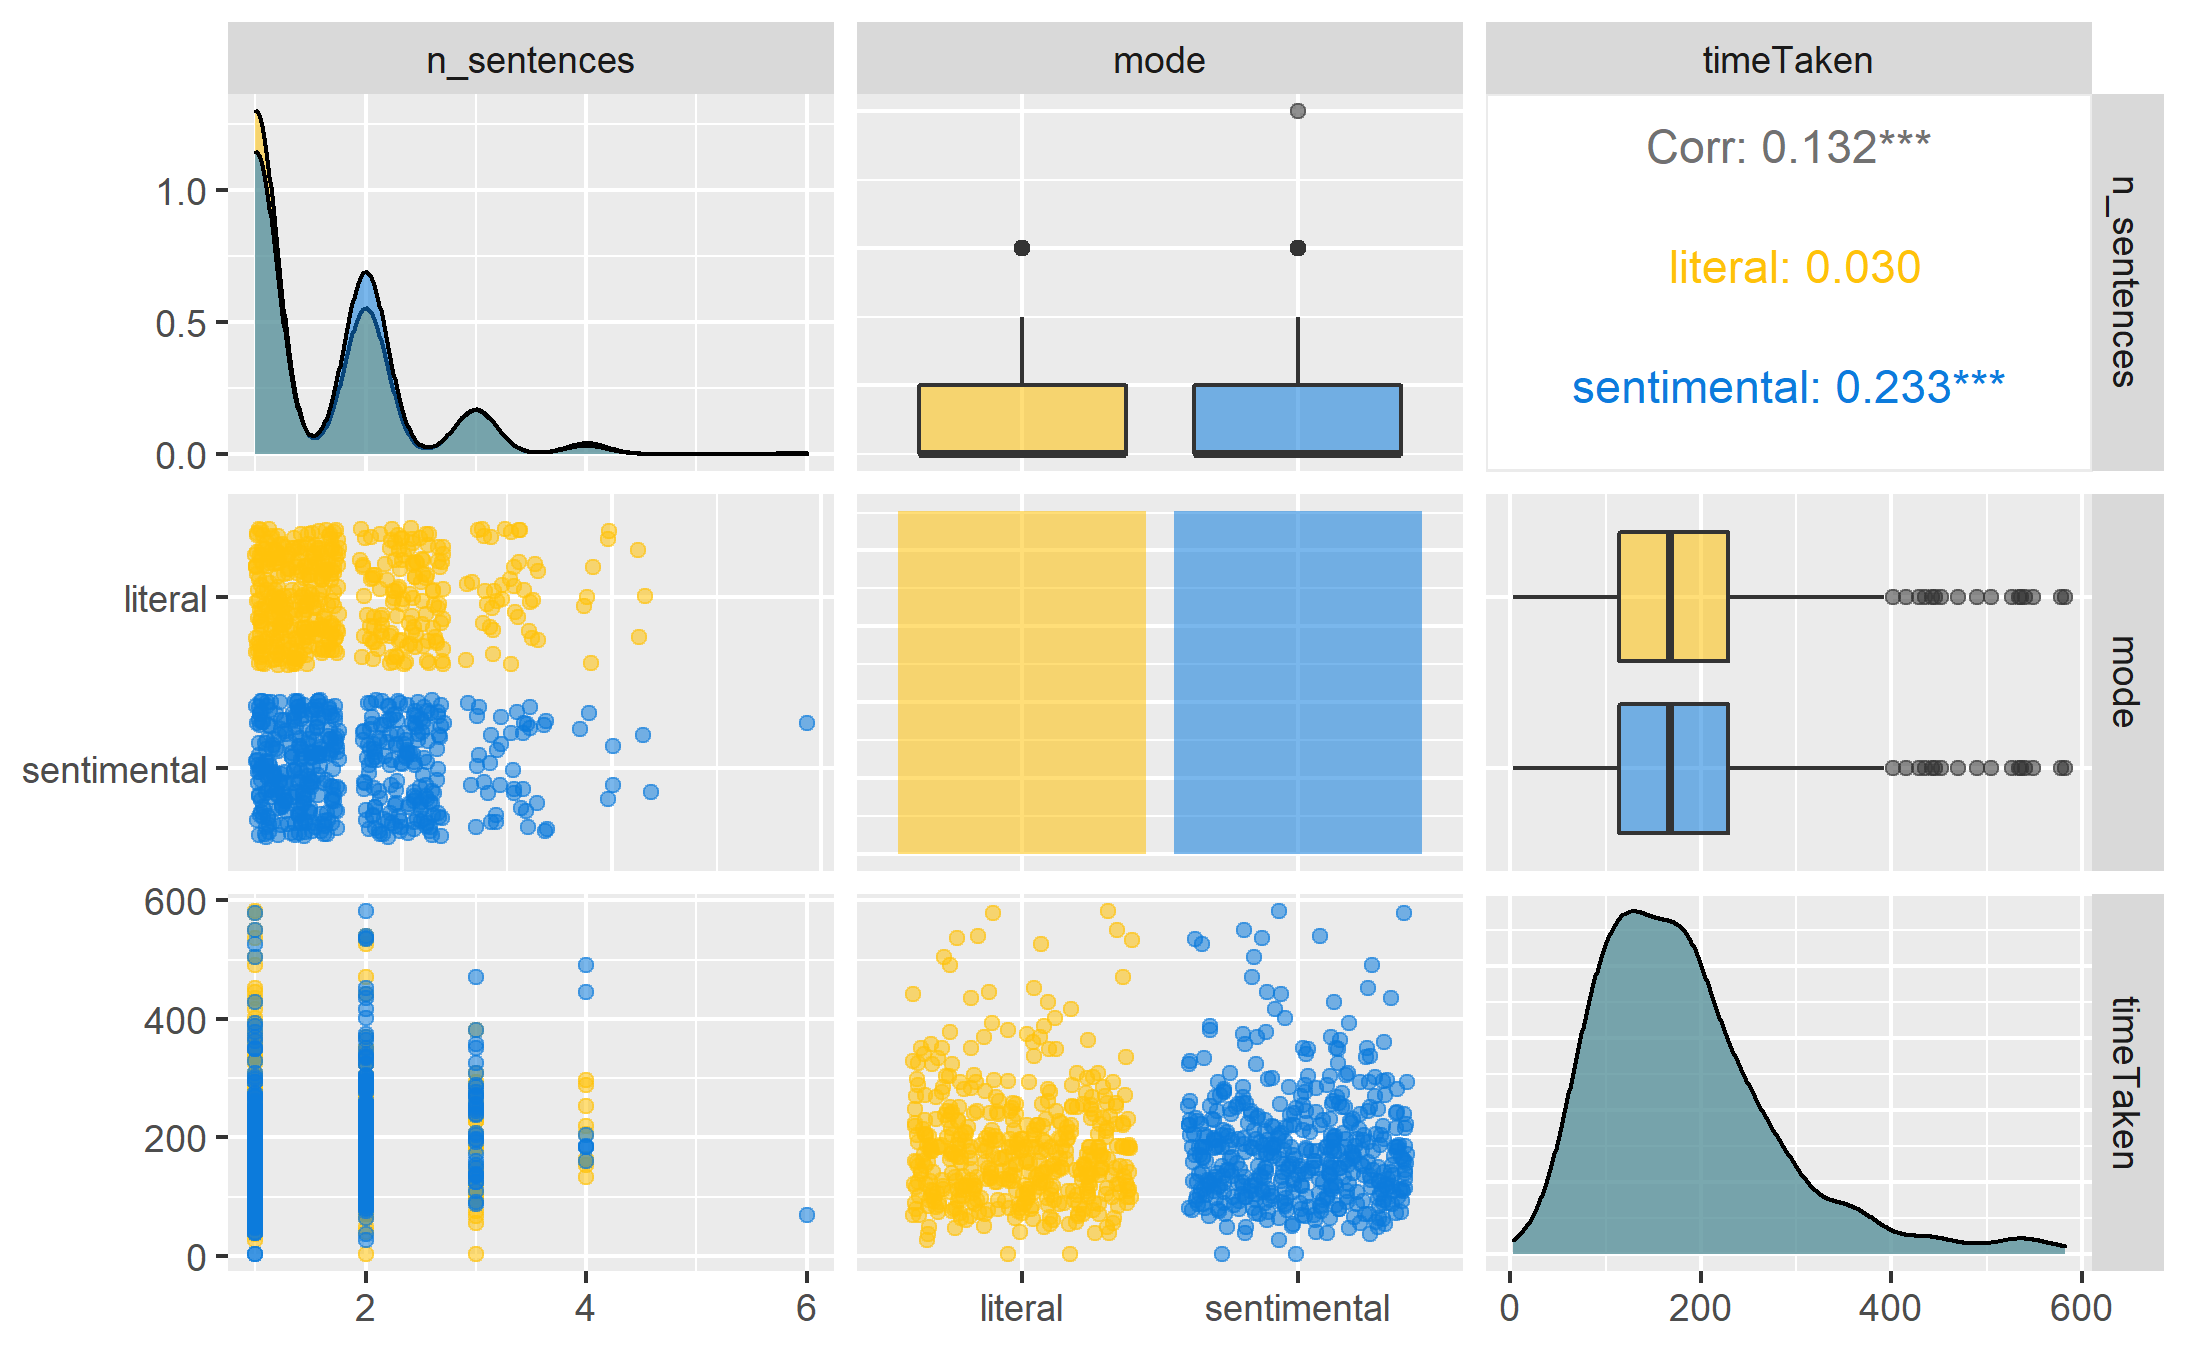 n_sentences
mode
timeTaken
1.0
0.5
0.0
Corr: 0.132***
literal: 0.030
sentimental: 0.233***
n_sentences
literal
sentimental
mode
600
400
200
0
timeTaken
2
4
6
literal
sentimental
0
200
400
600